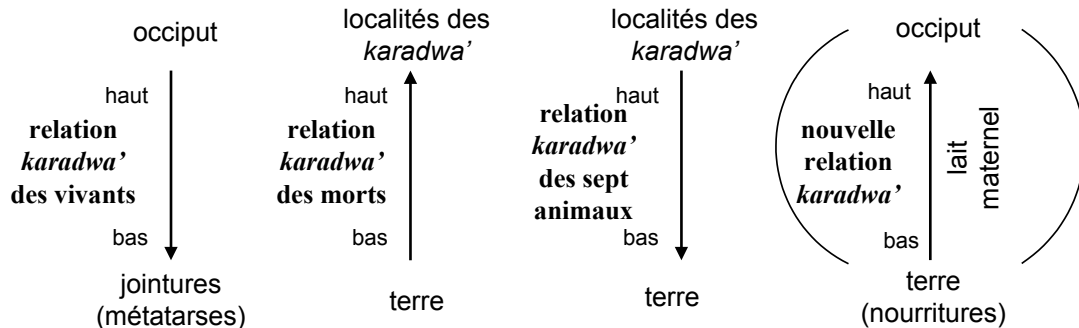 occiput
haut
relation
karadwa’
des vivants
bas
jointures
(métatarses)
localités des
karadwa’
haut
relation
karadwa’
des morts
bas
terre
localités des
karadwa’
haut
relation
karadwa’
des sept
animaux
bas
terre
occiput
haut
nouvelle
relation
karadwa’
lait
maternel
bas
terre
(nourritures)